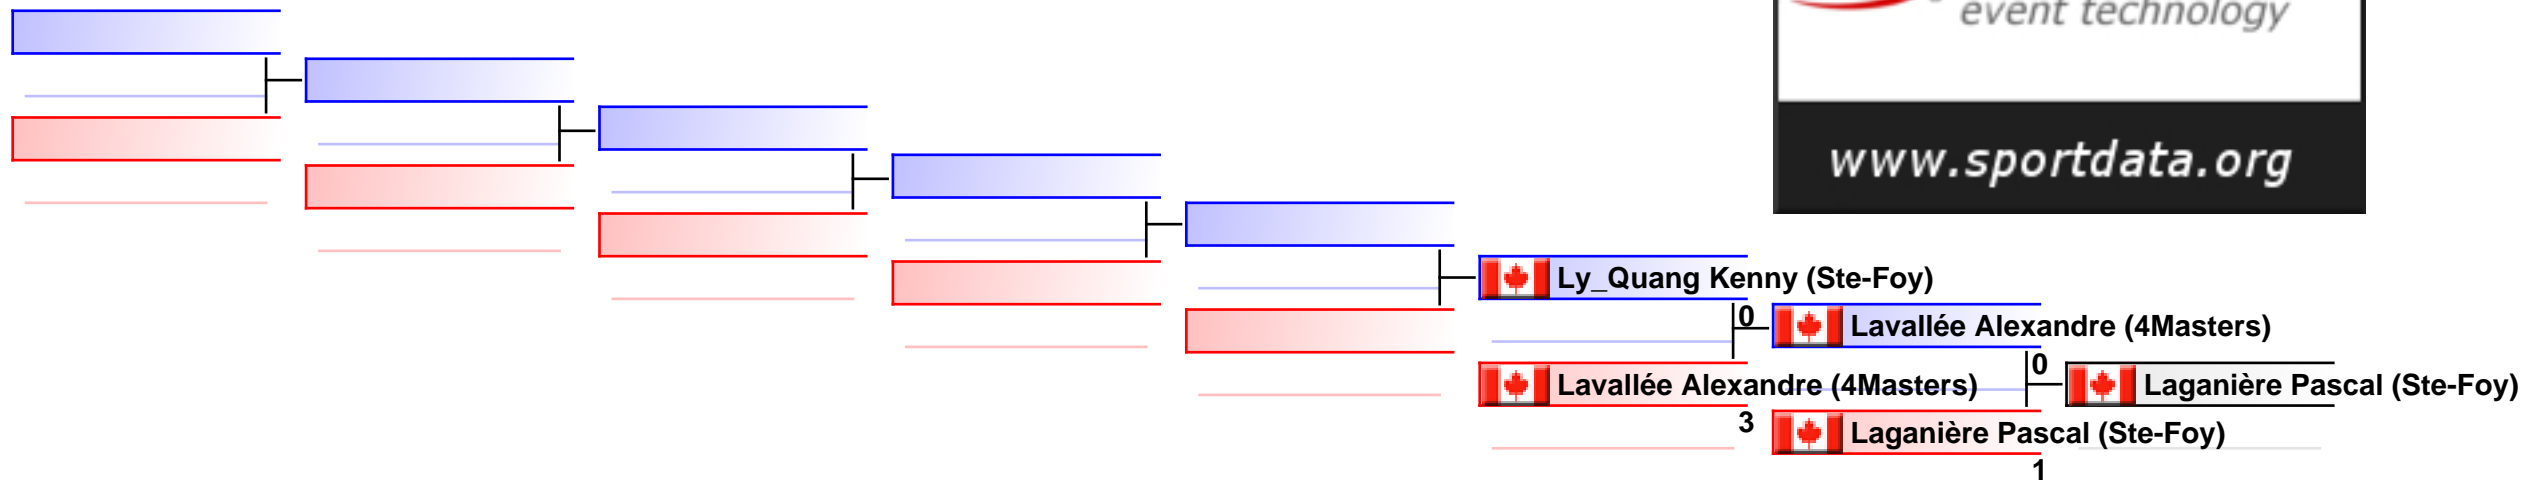 event technology
www.sportdata.org
Ly_Quang Kenny (Ste-Foy)
0
Lavallée Alexandre (4Masters)
0
Lavallée Alexandre (4Masters)
Laganière Pascal (Ste-Foy)
3
Laganière Pascal (Ste-Foy)
1